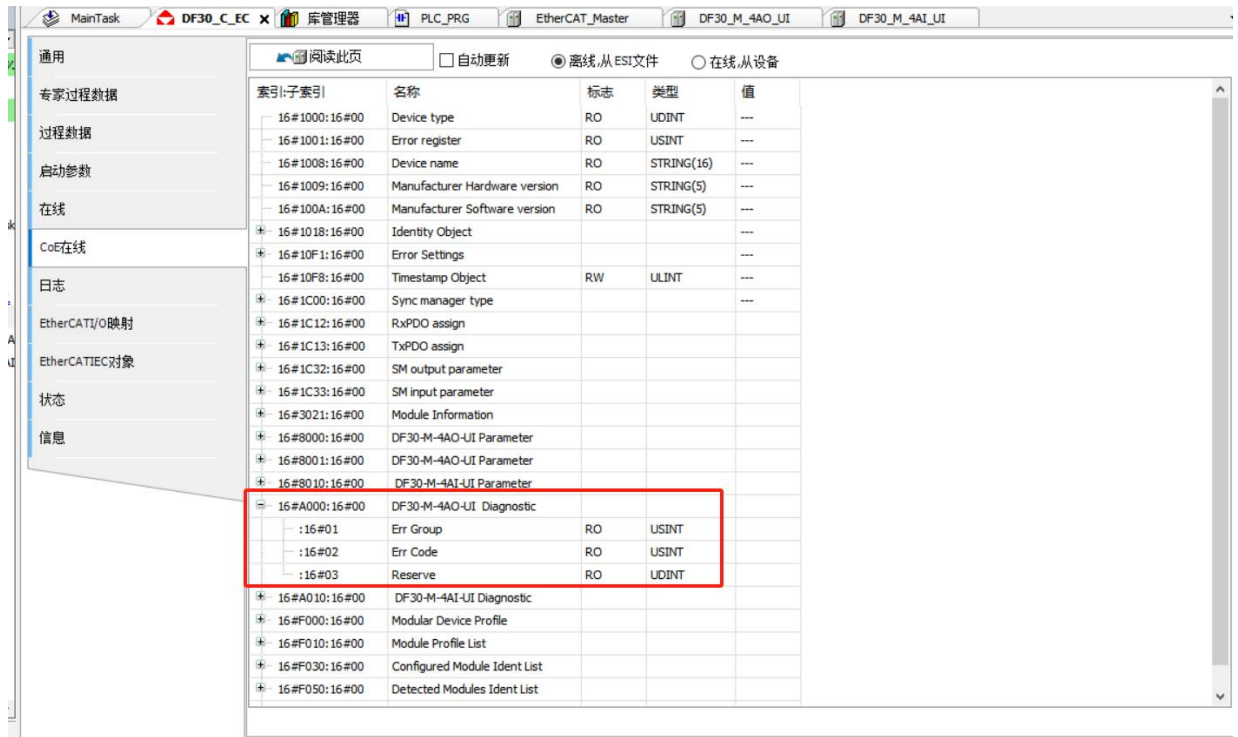 MainTask DF30_C_EC x 库管理器 PLC_PRG EtherCAT_Master DF30_M_4AO_UI DF30_M_4AI_UI
通用
专家过程数据
过程数据
启动参数
在线
CoE在线
日志
EtherCATI/O映射
EtherCATIEC对象
状态
信息
阅读此页 自动更新 离线,从ESI文件 在线,从设备
索引:子索引 名称 标志 类型 值
16#1000:16#00 Device type RO UDINT ---
16#1001:16#00 Error register RO USINT ---
16#1008:16#00 Device name RO STRING(16) ---
16#1009:16#00 Manufacturer Hardware version RO STRING(5) ---
16#100A:16#00 Manufacturer Software version RO STRING(5) ---
16#1018:16#00 Identity Object ---
16#10F1:16#00 Error Settings ---
16#10F8:16#00 Timestamp Object RW ULINT ---
16#1C00:16#00 Sync manager type ---
16#1C12:16#00 RxPDO assign
16#1C13:16#00 TxPDO assign
16#1C32:16#00 SM output parameter
16#1C33:16#00 SM input parameter
16#3021:16#00 Module Information
16#8000:16#00 DF30-M-4AO-UI Parameter
16#8001:16#00 DF30-M-4AO-UI Parameter
16#8010:16#00 DF30-M-4AI-UI Parameter
16#A000:16#00 DF30-M-4AO-UI Diagnostic
:16#01 Err Group RO USINT
:16#02 Err Code RO USINT
:16#03 Reserve RO UDINT
16#A010:16#00 DF30-M-4AI-UI Diagnostic
16#F000:16#00 Modular Device Profile
16#F010:16#00 Module Profile List
16#F030:16#00 Configured Module Ident List
16#F050:16#00 Detected Modules Ident List